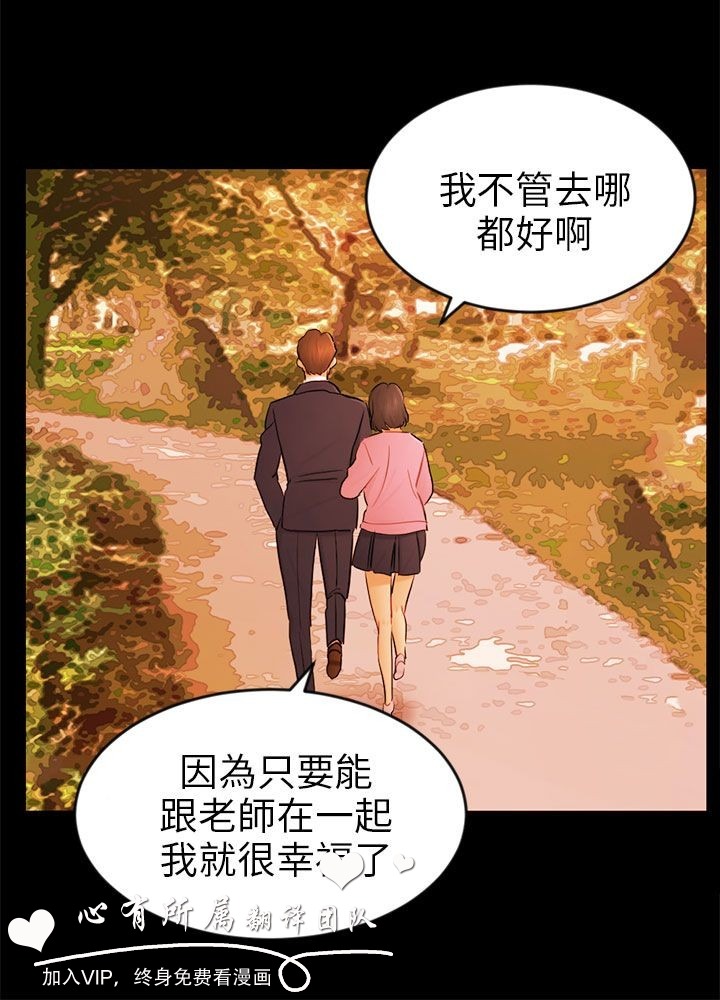 我不管去哪
都好啊
因為只要能
跟老師在一起
我就很幸福了
心有所属翻译团队
加入VIP，终身免费看漫画